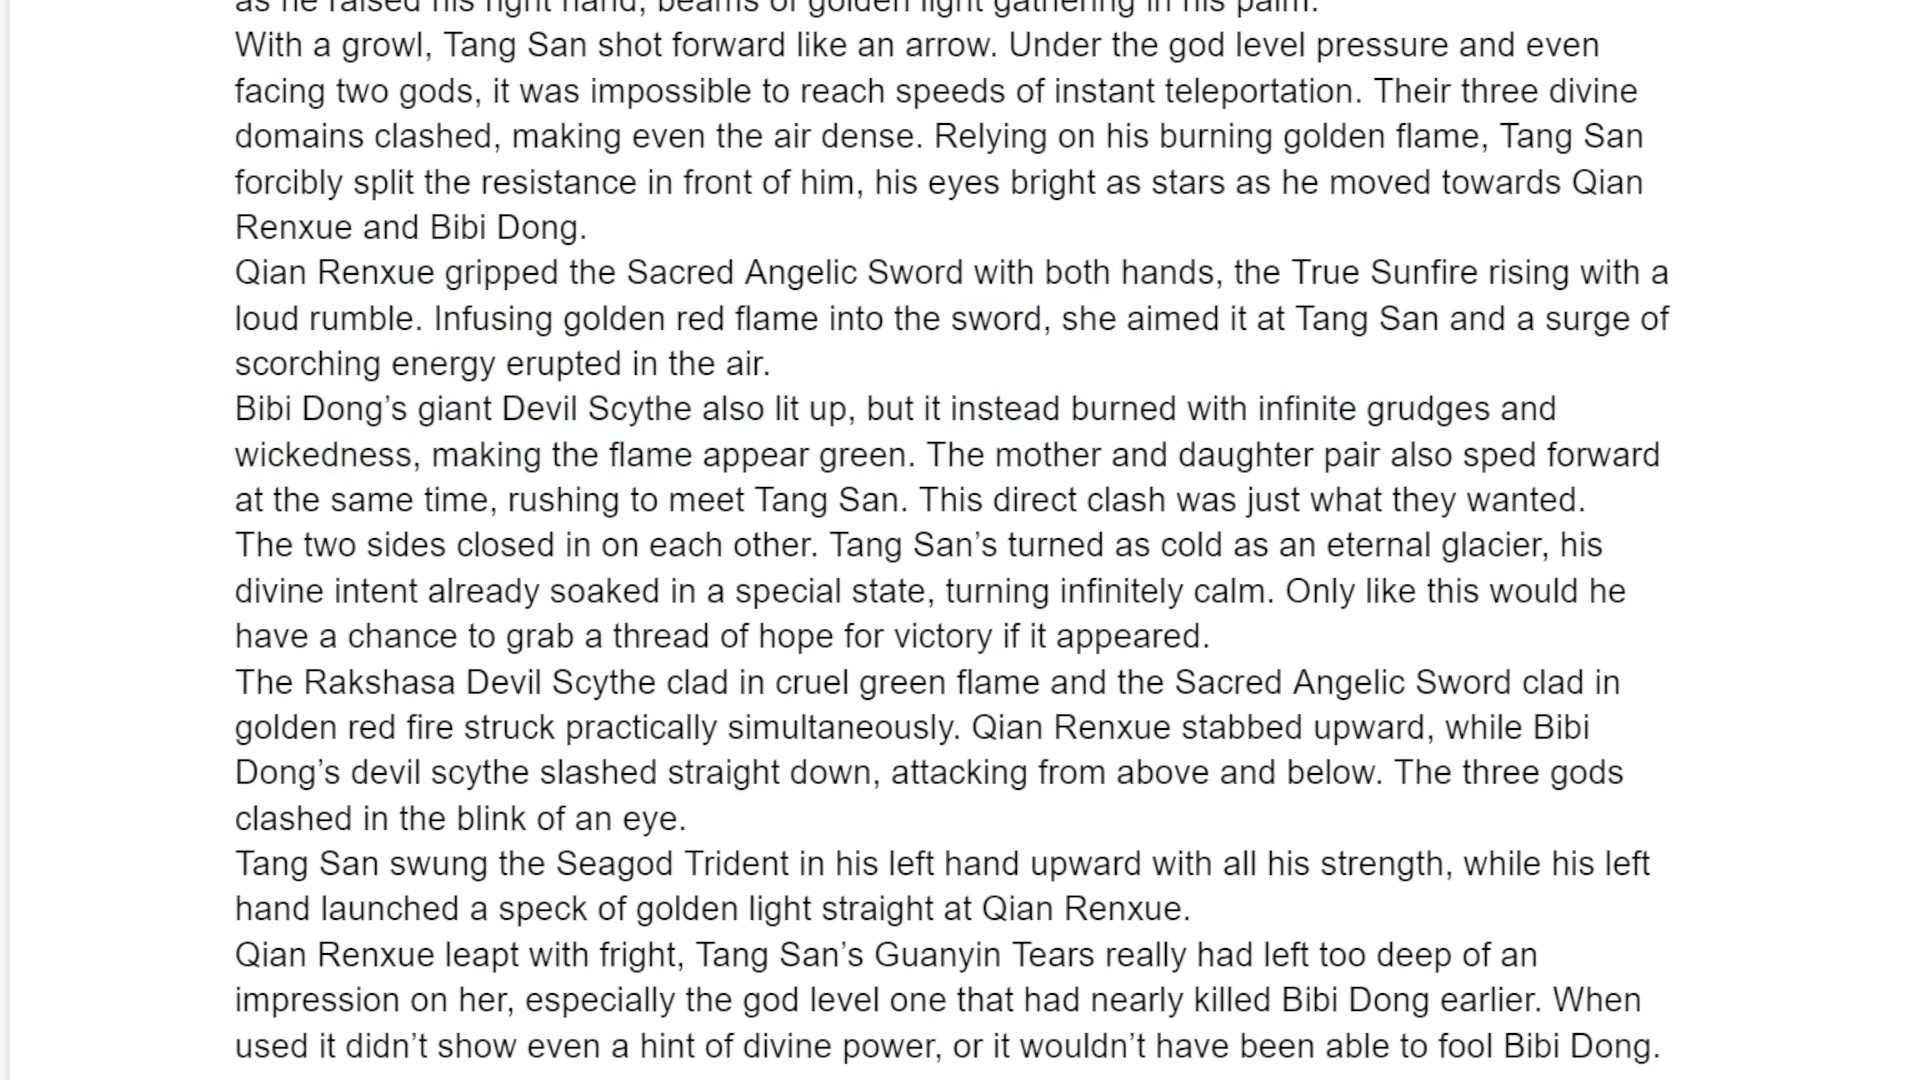 as he raised his right hand, beams of golden light gathering in his palm.
With a growl, Tang San shot forward like an arrow. Under the god level pressure and even
facing two gods, it was impossible to reach speeds of instant teleportation. Their three divine
domains clashed, making even the air dense. Relying on his burning golden flame, Tang San
forcibly split the resistance in front of him, his eyes bright as stars as he moved towards Qian
Renxue and Bibi Dong.
Qian Renxue gripped the Sacred Angelic Sword with both hands, the True Sunfire rising with a
loud rumble. Infusing golden red flame into the sword, she aimed it at Tang San and a surge of
scorching energy erupted in the air.
Bibi Dong’s giant Devil Scythe also lit up, but it instead burned with infinite grudges and
wickedness, making the flame appear green. The mother and daughter pair also sped forward
at the same time, rushing to meet Tang San. This direct clash was just what they wanted.
The two sides closed in on each other. Tang San’s turned as cold as an eternal glacier, his
divine intent already soaked in a special state, turning infinitely calm. Only like this would he
have a chance to grab a thread of hope for victory if it appeared.
The Rakshasa Devil Scythe clad in cruel green flame and the Sacred Angelic Sword clad in
golden red fire struck practically simultaneously. Qian Renxue stabbed upward, while Bibi
Dong’s devil scythe slashed straight down, attacking from above and below. The three gods
clashed in the blink of an eye.
Tang San swung the Seagod Trident in his left hand upward with all his strength, while his left
hand launched a speck of golden light straight at Qian Renxue.
Qian Renxue leapt with fright, Tang San’s Guanyin Tears really had left too deep of an
impression on her, especially the god level one that had nearly killed Bibi Dong earlier. When
used it didn’t show even a hint of divine power, or it wouldn’t have been able to fool Bibi Dong.